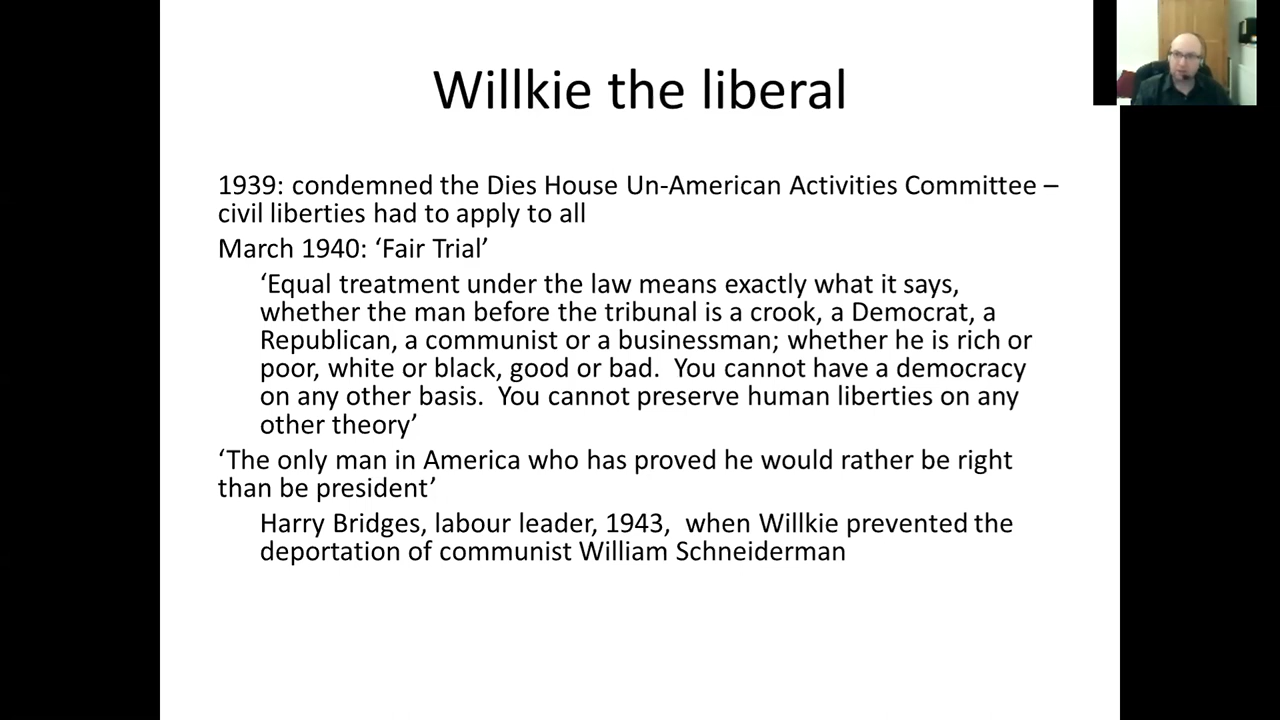 Willkie the liberal
1939: condemned the Dies House Un-American Activities Committee –
civil liberties had to apply to all
March 1940: ‘Fair Trial’
‘Equal treatment under the law means exactly what it says,
whether the man before the tribunal is a crook, a Democrat, a
Republican, a communist or a businessman; whether he is rich or
poor, white or black, good or bad.  You cannot have a democracy
on any other basis.  You cannot preserve human liberties on any
other theory’
‘The only man in America who has proved he would rather be right
than be president’
Harry Bridges, labour leader, 1943,  when Willkie prevented the
deportation of communist William Schneiderman